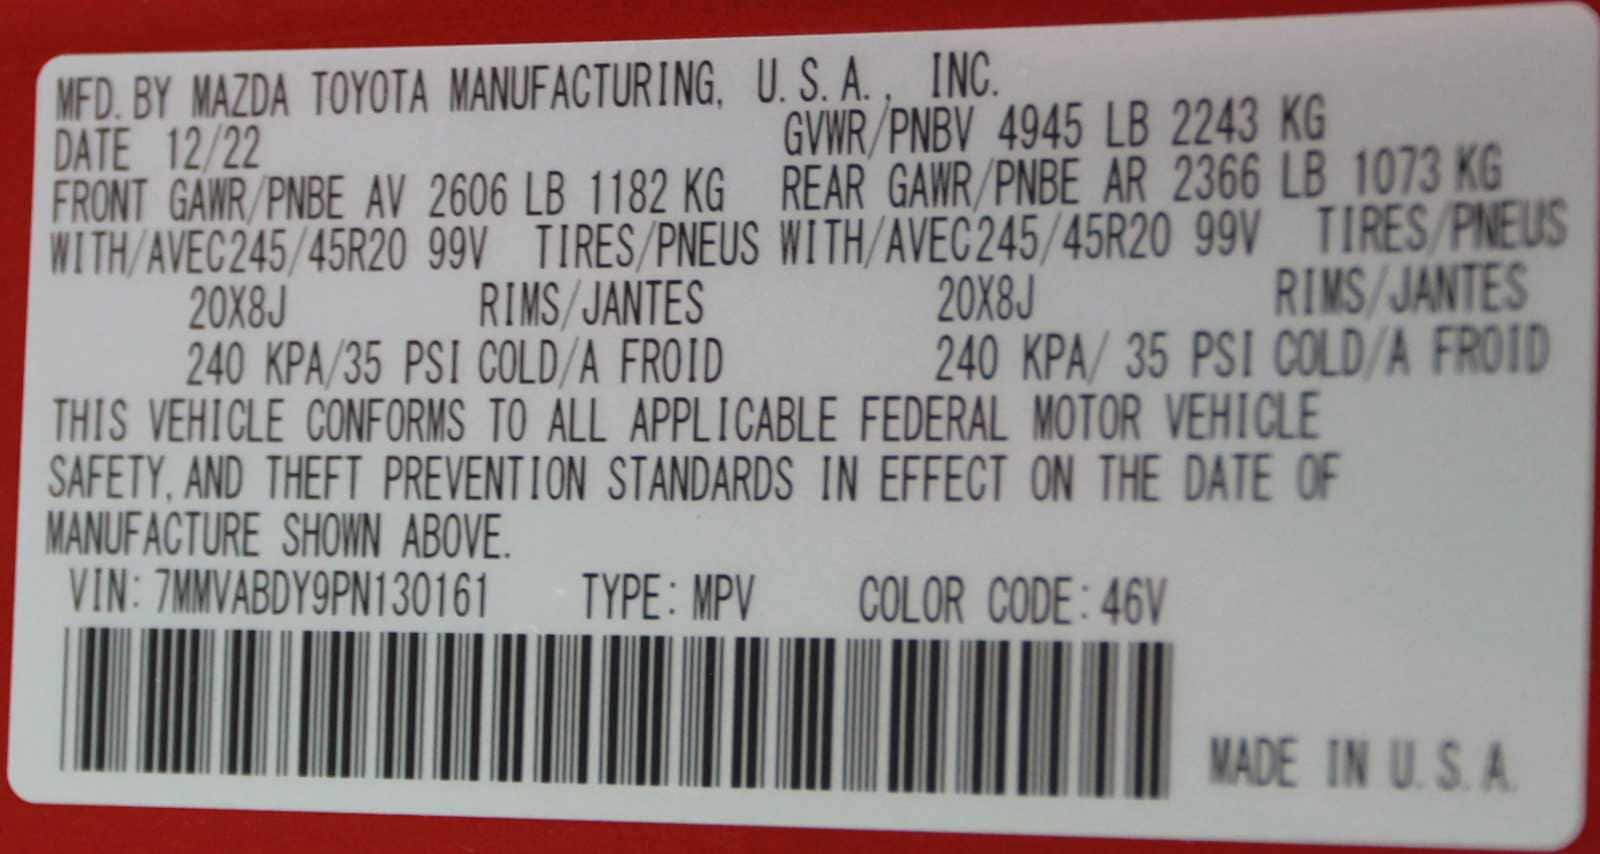 MFD. BY MAZDA TOYOTA MANUFACTURING, U.S.A., INC.
DATE 12/22 GVWR/PNBV 4945 LB 2243 KG
FRONT GAWR/PNBE AV 2606 LB 1182 KG REAR GAWR/PNBE AR 2366 LB 1073 KG
WITH/AVEC245/45R20 99V TIRES/PNEUS WITH/AVEC245/45R20 99V TIRES/PNEUS
20X8J RIMS/JANTES 20X8J RIMS/JANTES
240 KPA/35 PSI COLD/A FROID 240 KPA/ 35 PSI COLD/A FROID
THIS VEHICLE CONFORMS TO ALL APPLICABLE FEDERAL MOTOR VEHICLE
SAFETY, AND THEFT PREVENTION STANDARDS IN EFFECT ON THE DATE OF
MANUFACTURE SHOWN ABOVE.
VIN: 7MMVABDY9PN130161 TYPE: MPV COLOR CODE: 46V
MADE IN U.S.A.